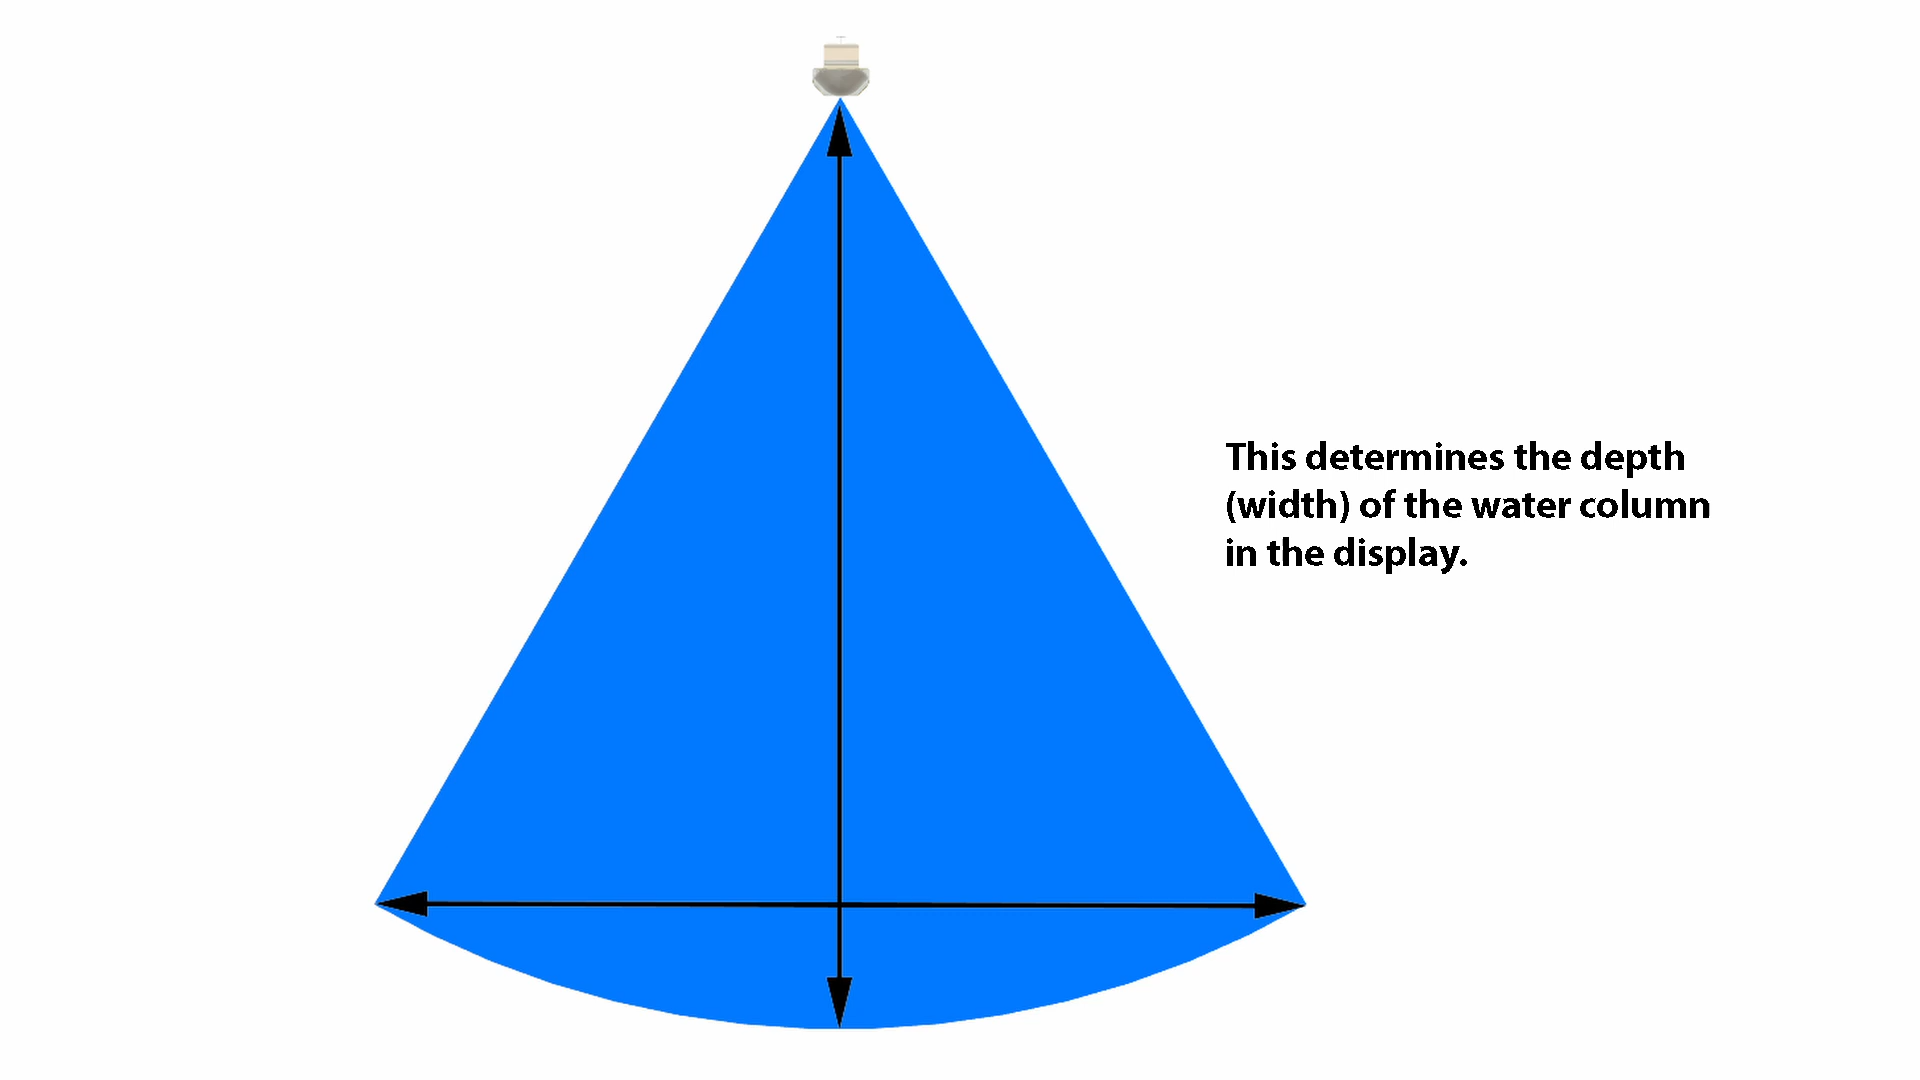 This determines the depth
(width) of the water column
in the display.